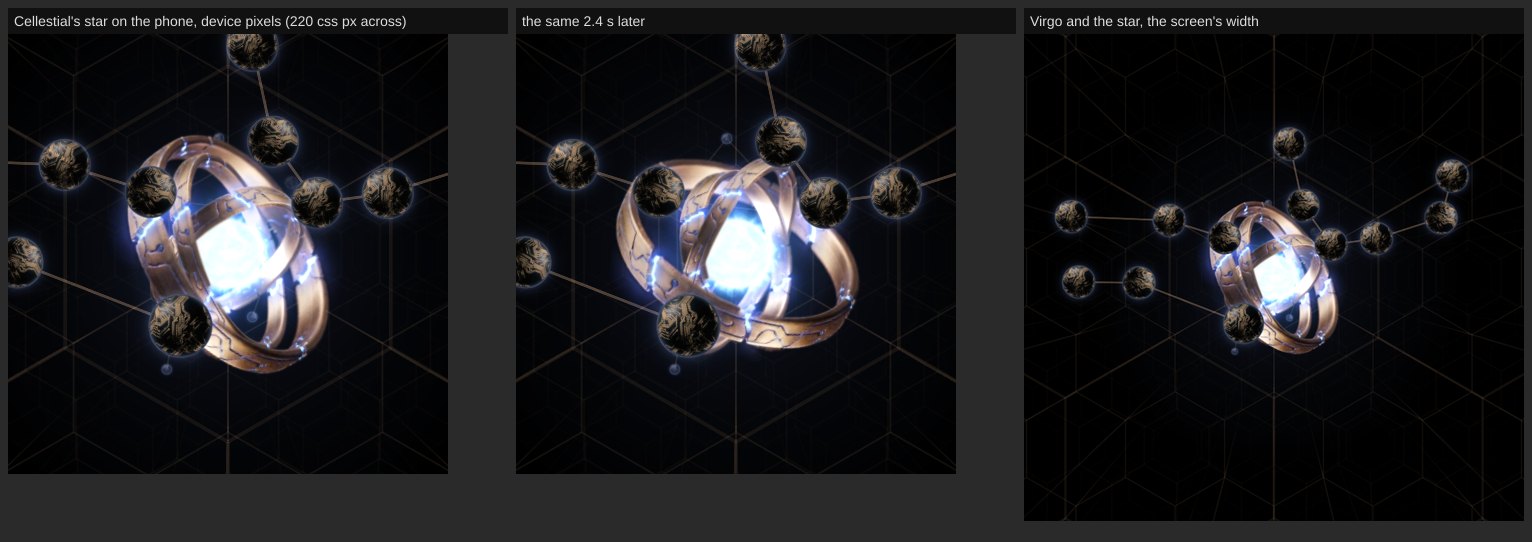 Cellestial's star on the phone, device pixels (220 css px across)
the same 2.4 s later
Virgo and the star, the screen's width